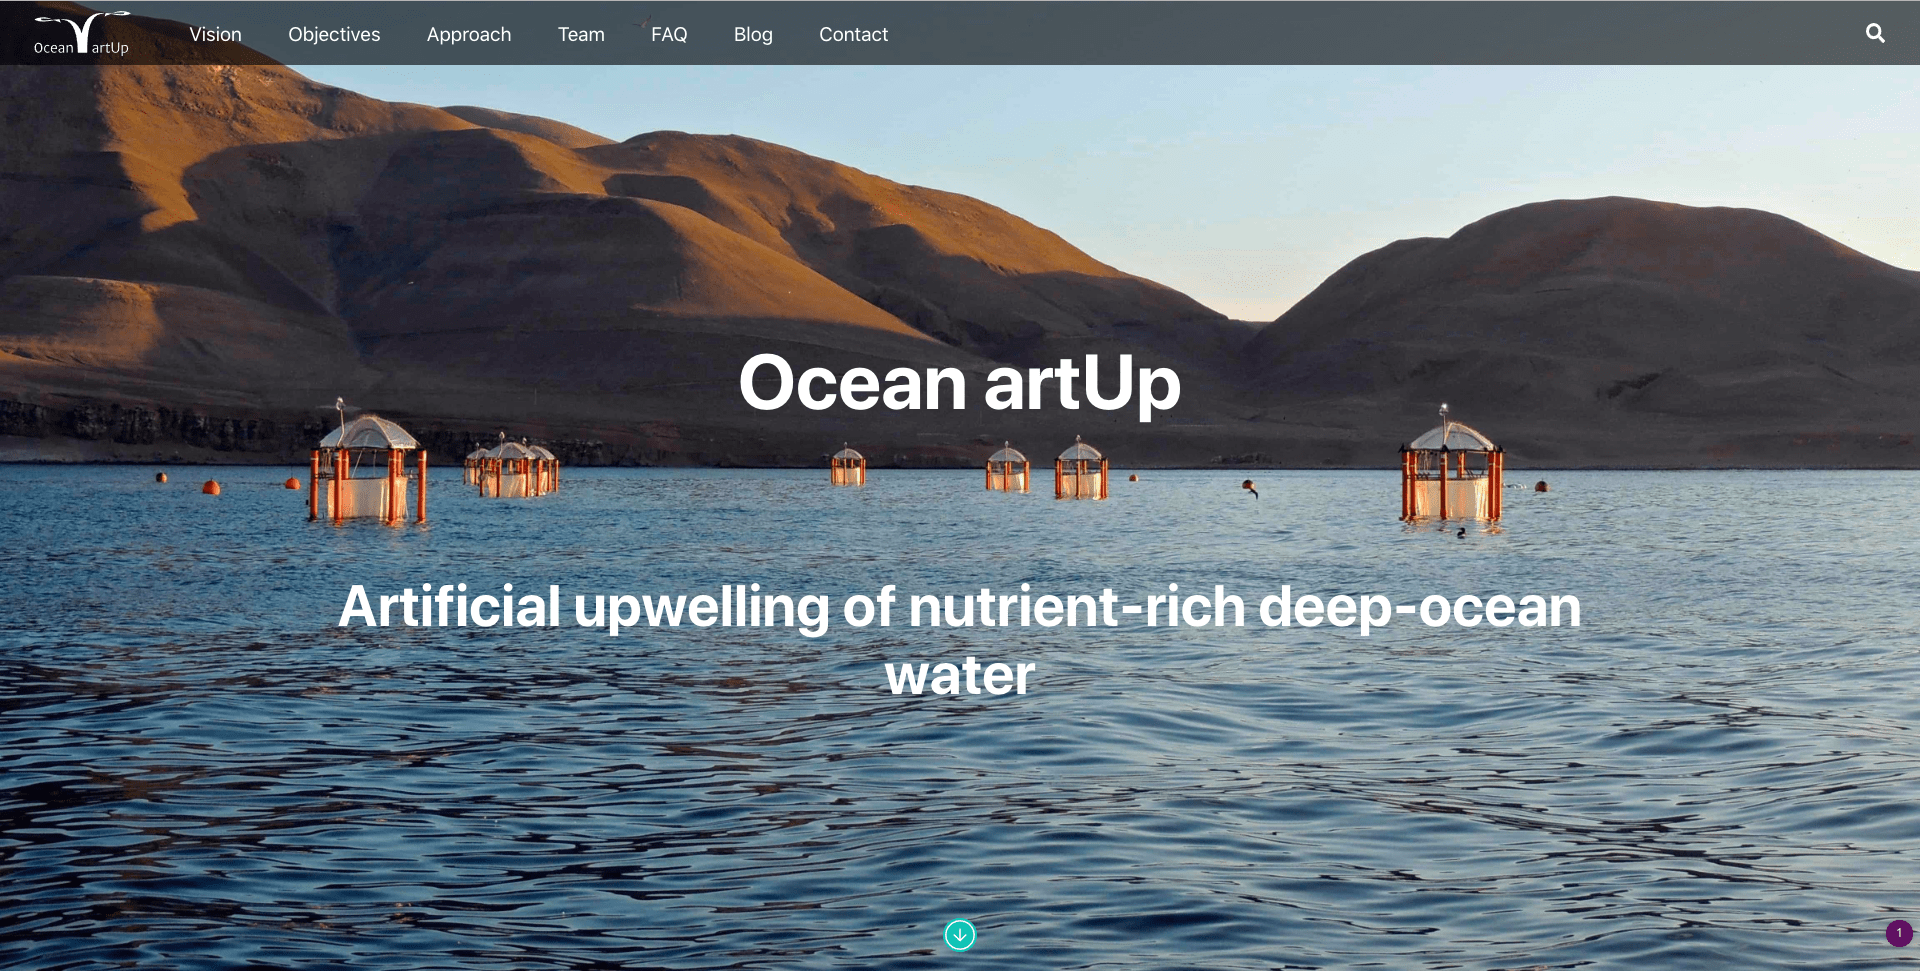 Ocean artUp
Vision Objectives Approach Team FAQ Blog Contact
Ocean artUp
Artificial upwelling of nutrient-rich deep-ocean
water
1